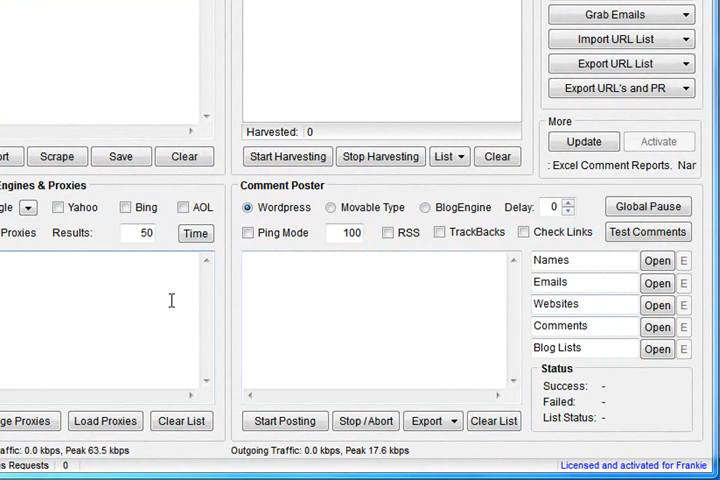 Grab Emails
Import URL List
Export URL List
Export URL's and PR
Harvested: 0
More
Update Activate
: Excel Comment Reports. Nar
ort Scrape Save Clear
Start Harvesting Stop Harvesting List Clear
Engines & Proxies
gle Yahoo Bing AOL
Proxies Results: 50 Time
Comment Poster
Wordpress Movable Type BlogEngine Delay: 0 Global Pause
Ping Mode 100 RSS TrackBacks Check Links Test Comments
Names Open E
Emails Open E
Websites Open E
Comments Open E
Blog Lists Open E
Status
Success: -
Failed: -
List Status: -
ge Proxies Load Proxies Clear List
Start Posting Stop / Abort Export Clear List
affic: 0.0 kbps, Peak 63.5 kbps
Outgoing Traffic: 0.0 kbps, Peak 17.6 kbps
s Requests 0
Licensed and activated for Frankie